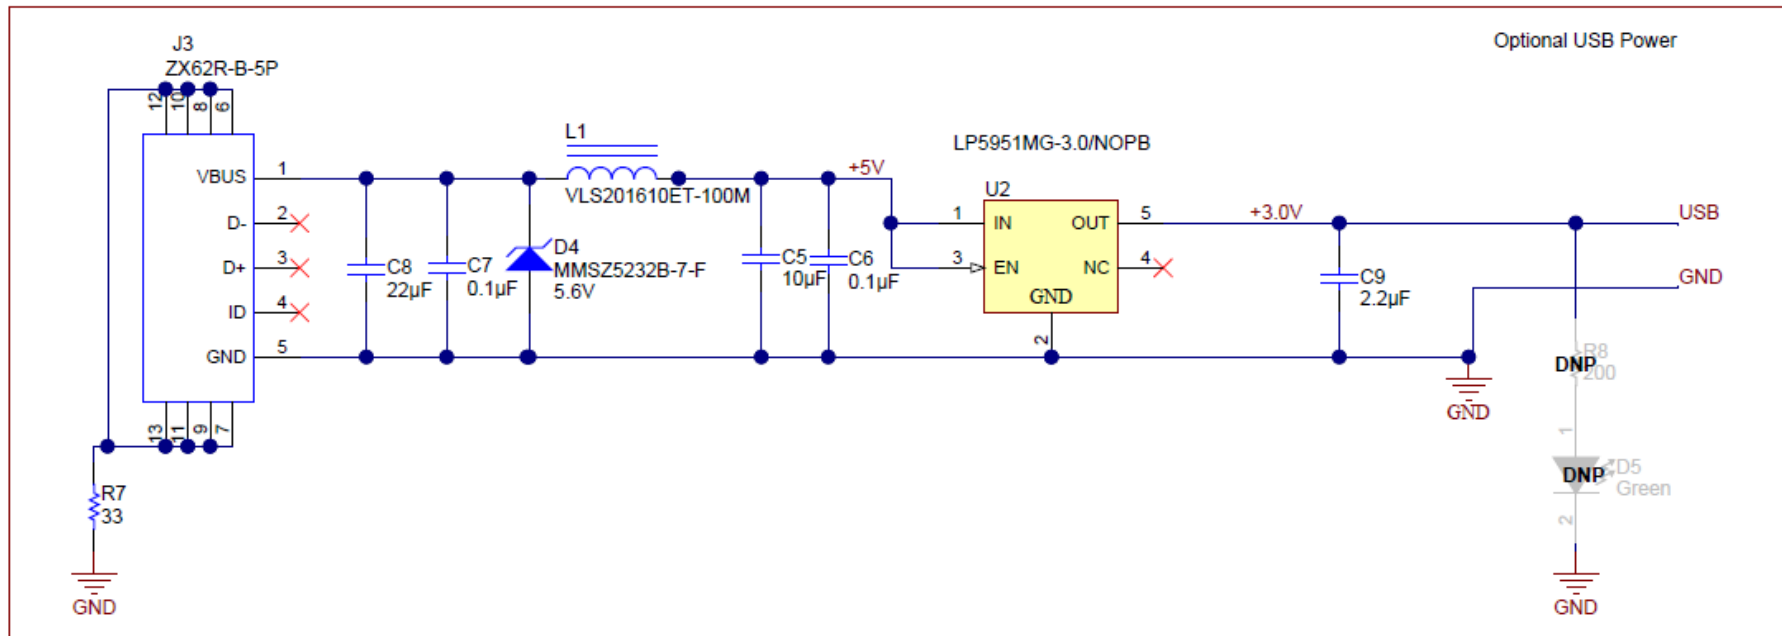 Optional USB Power
J3
ZX62R-B-5P
12
10
8
6
VBUS
1
D-
2
D+
3
ID
4
GND
5
13
11
9
7
R7
33
GND
C8
22µF
C7
0.1µF
D4
MMSZ5232B-7-F
5.6V
L1
VLS201610ET-100M
C5
10µF
C6
0.1µF
+5V
LP5951MG-3.0/NOPB
U2
1
IN
OUT
5
3
EN
NC
4
GND
2
+3.0V
C9
2.2µF
USB
GND
GND
R8
DNP
200
1
DNP
D5
Green
2
GND